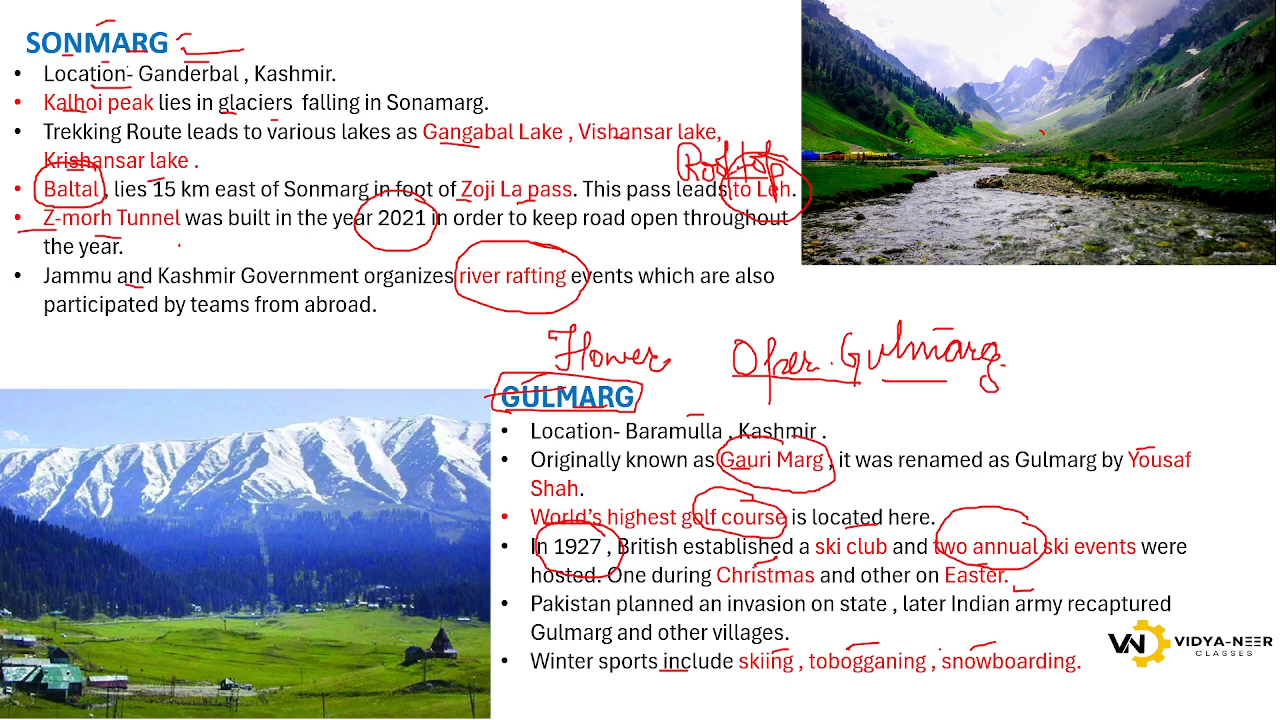 SONMARG
• Location- Ganderbal , Kashmir.
• Kalhoi peak lies in glaciers falling in Sonamarg.
• Trekking Route leads to various lakes as Gangabal Lake , Vishansar lake,
Krishansar lake .
Rooftop
• Baltal , lies 15 km east of Sonmarg in foot of Zoji La pass. This pass leads to Leh.
• Z-morh Tunnel was built in the year 2021 in order to keep road open throughout
the year.
• Jammu and Kashmir Government organizes river rafting events which are also
participated by teams from abroad.
Flower Oper. Gulmarg
GULMARG
• Location- Baramulla , Kashmir .
• Originally known as Gauri Marg , it was renamed as Gulmarg by Yousaf
Shah.
• World's highest golf course is located here.
• In 1927 , British established a ski club and two annual ski events were
hosted. One during Christmas and other on Easter.
• Pakistan planned an invasion on state , later Indian army recaptured
Gulmarg and other villages.
• Winter sports include skiing , tobogganing , snowboarding.
VN VIDYA-NEER
CLASSES